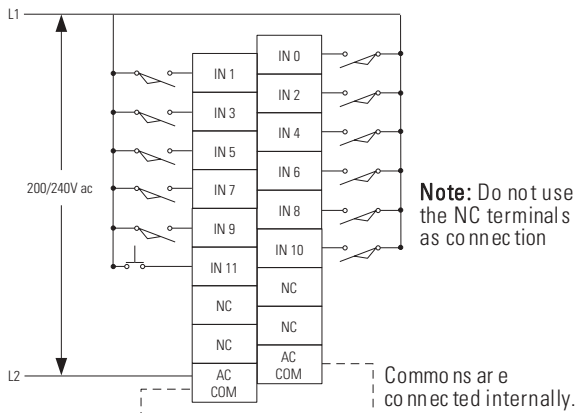 L1
IN 0
IN 1
IN 2
IN 3
IN 4
IN 5
IN 6
200/240V ac
IN 7
IN 8
IN 9
IN 10
IN 11
NC
NC
NC
NC
L2
AC
COM
AC
COM
Note: Do not use
the NC terminals
as connection
Commons are
connected internally.